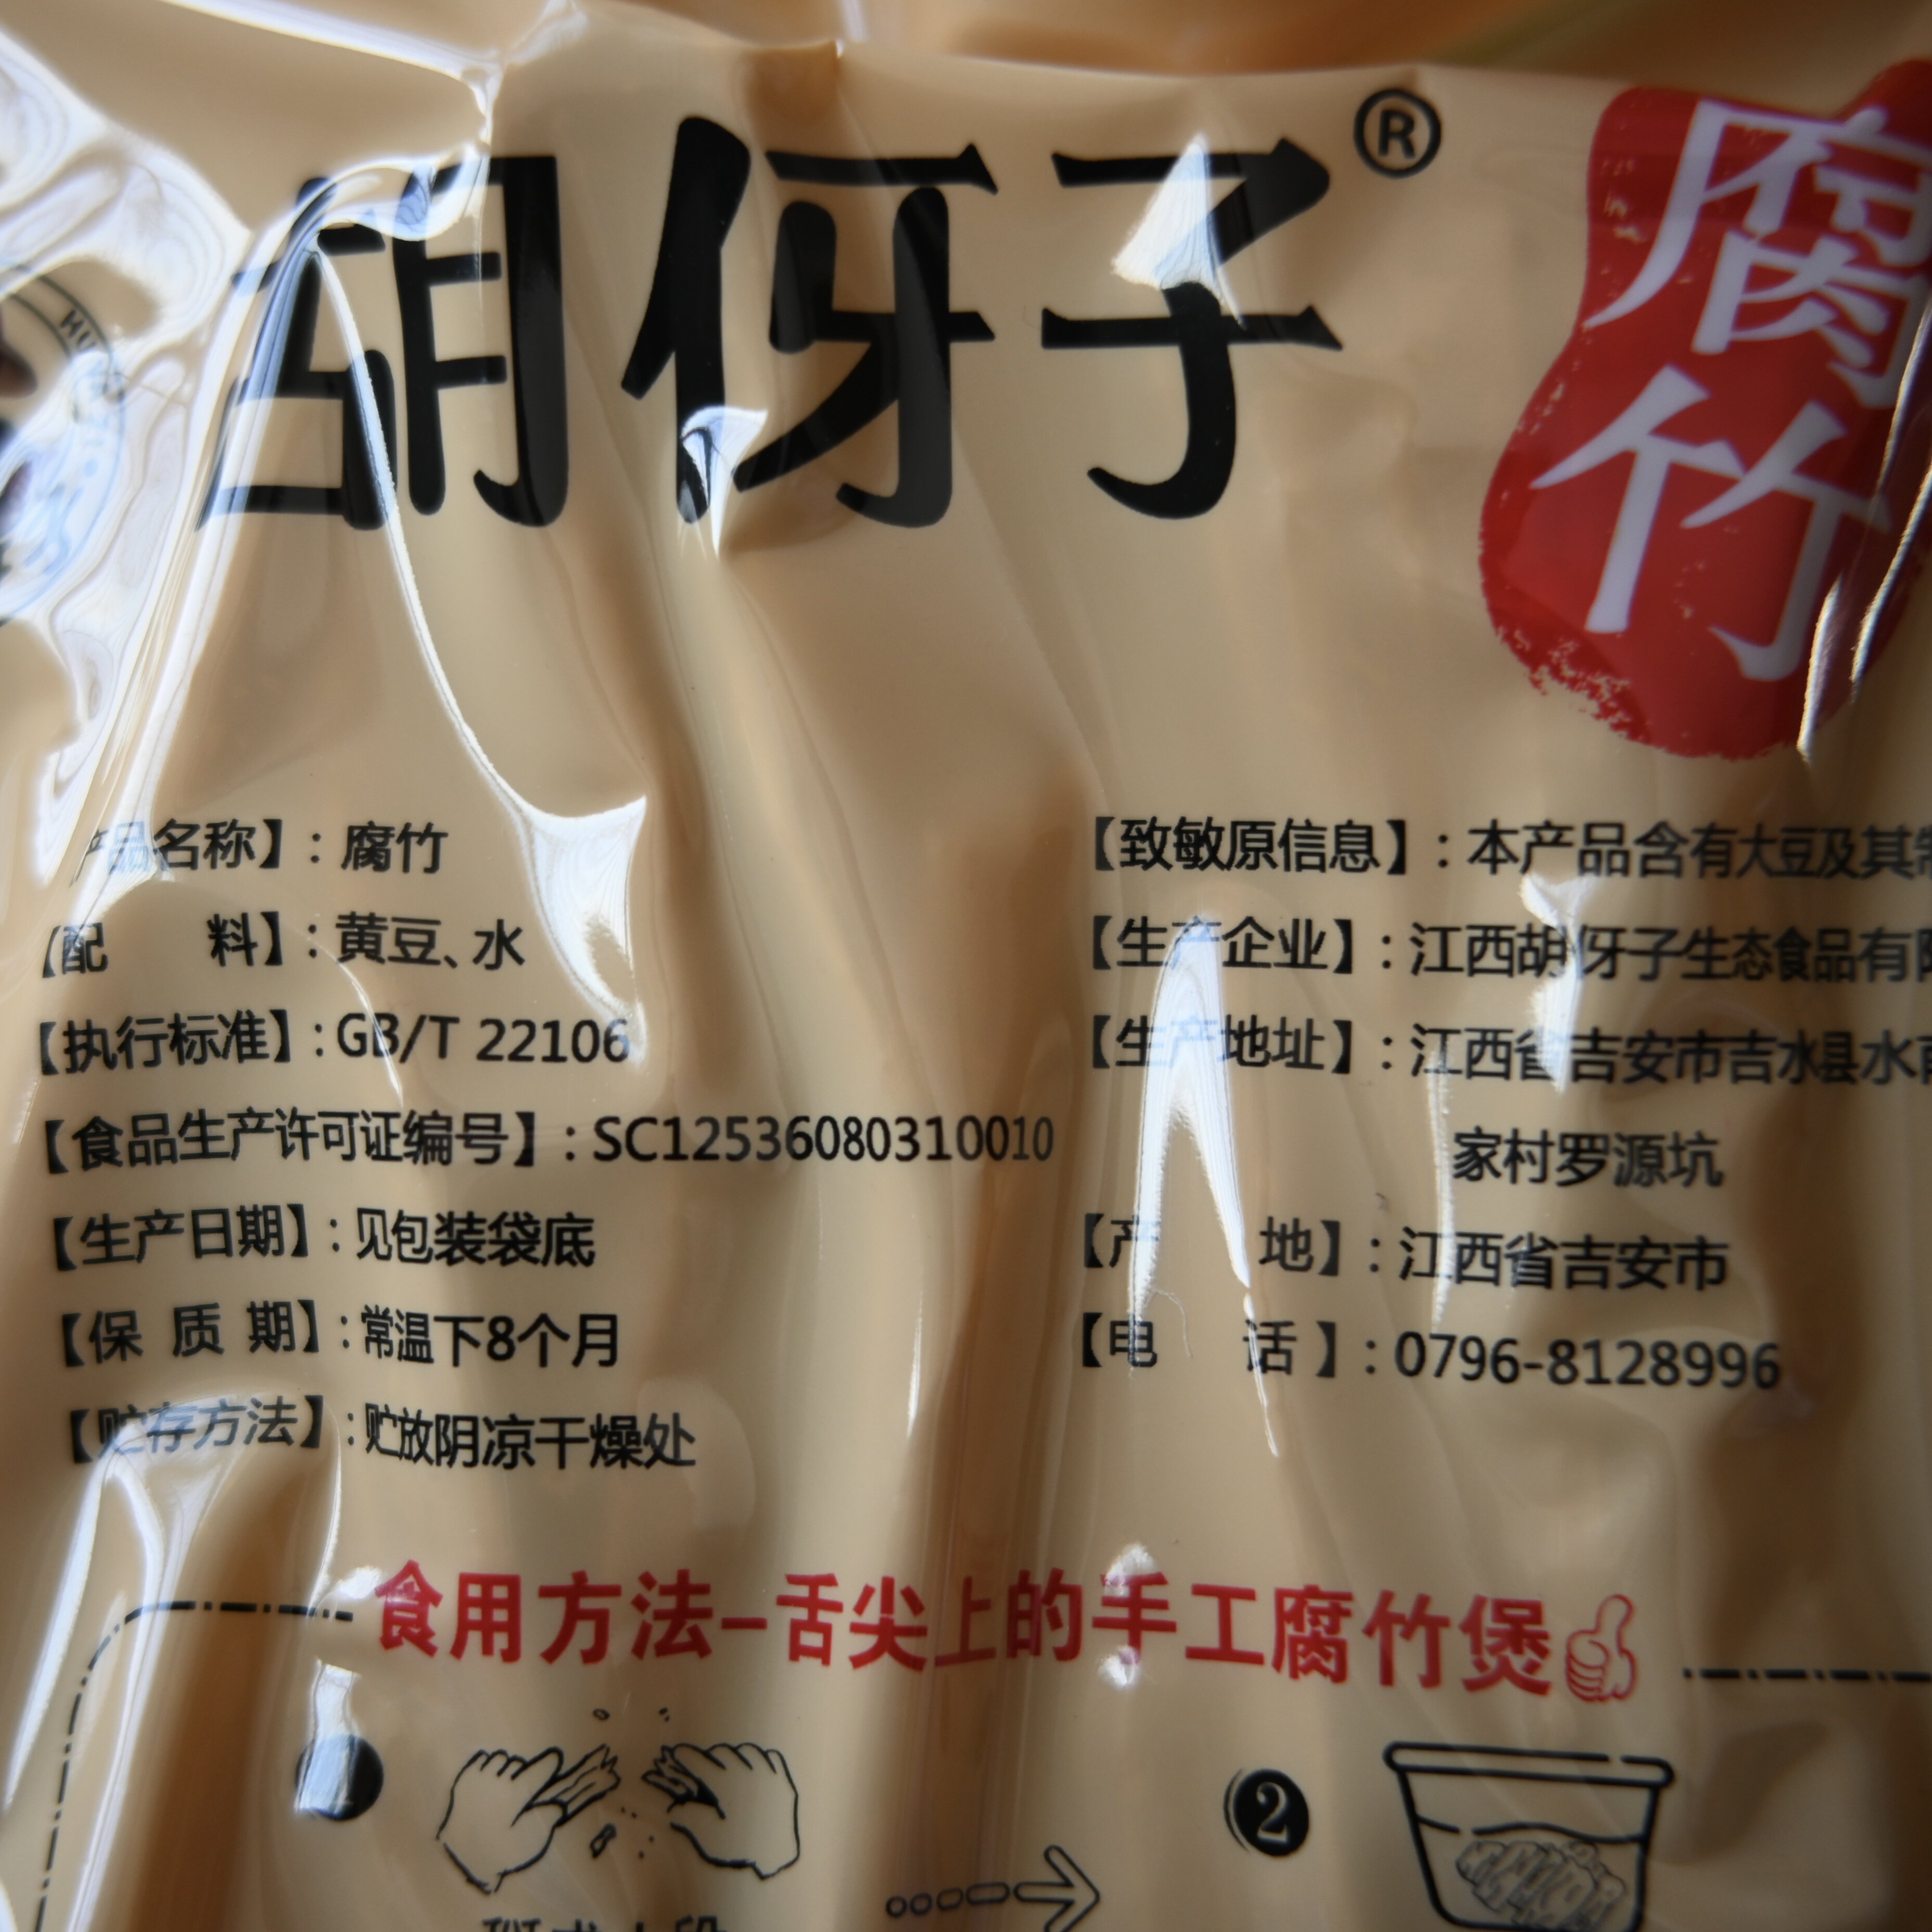 胡伢子®
腐竹
HU
产品名称】：腐竹
【配 料】：黄豆、水
【执行标准】：GB/T 22106
【食品生产许可证编号】：SC12536080310010
【生产日期】：见包装袋底
【保 质 期】：常温下8个月
【贮存方法】：贮放阴凉干燥处
【致敏原信息】：本产品含有大豆及其
【生产企业】：江西胡伢子生态食品有
【生产地址】：江西省吉安市吉水县水
家村罗源坑
【产 地】：江西省吉安市
【电 话】：0796-8128996
食用方法-舌尖上的手工腐竹煲
2